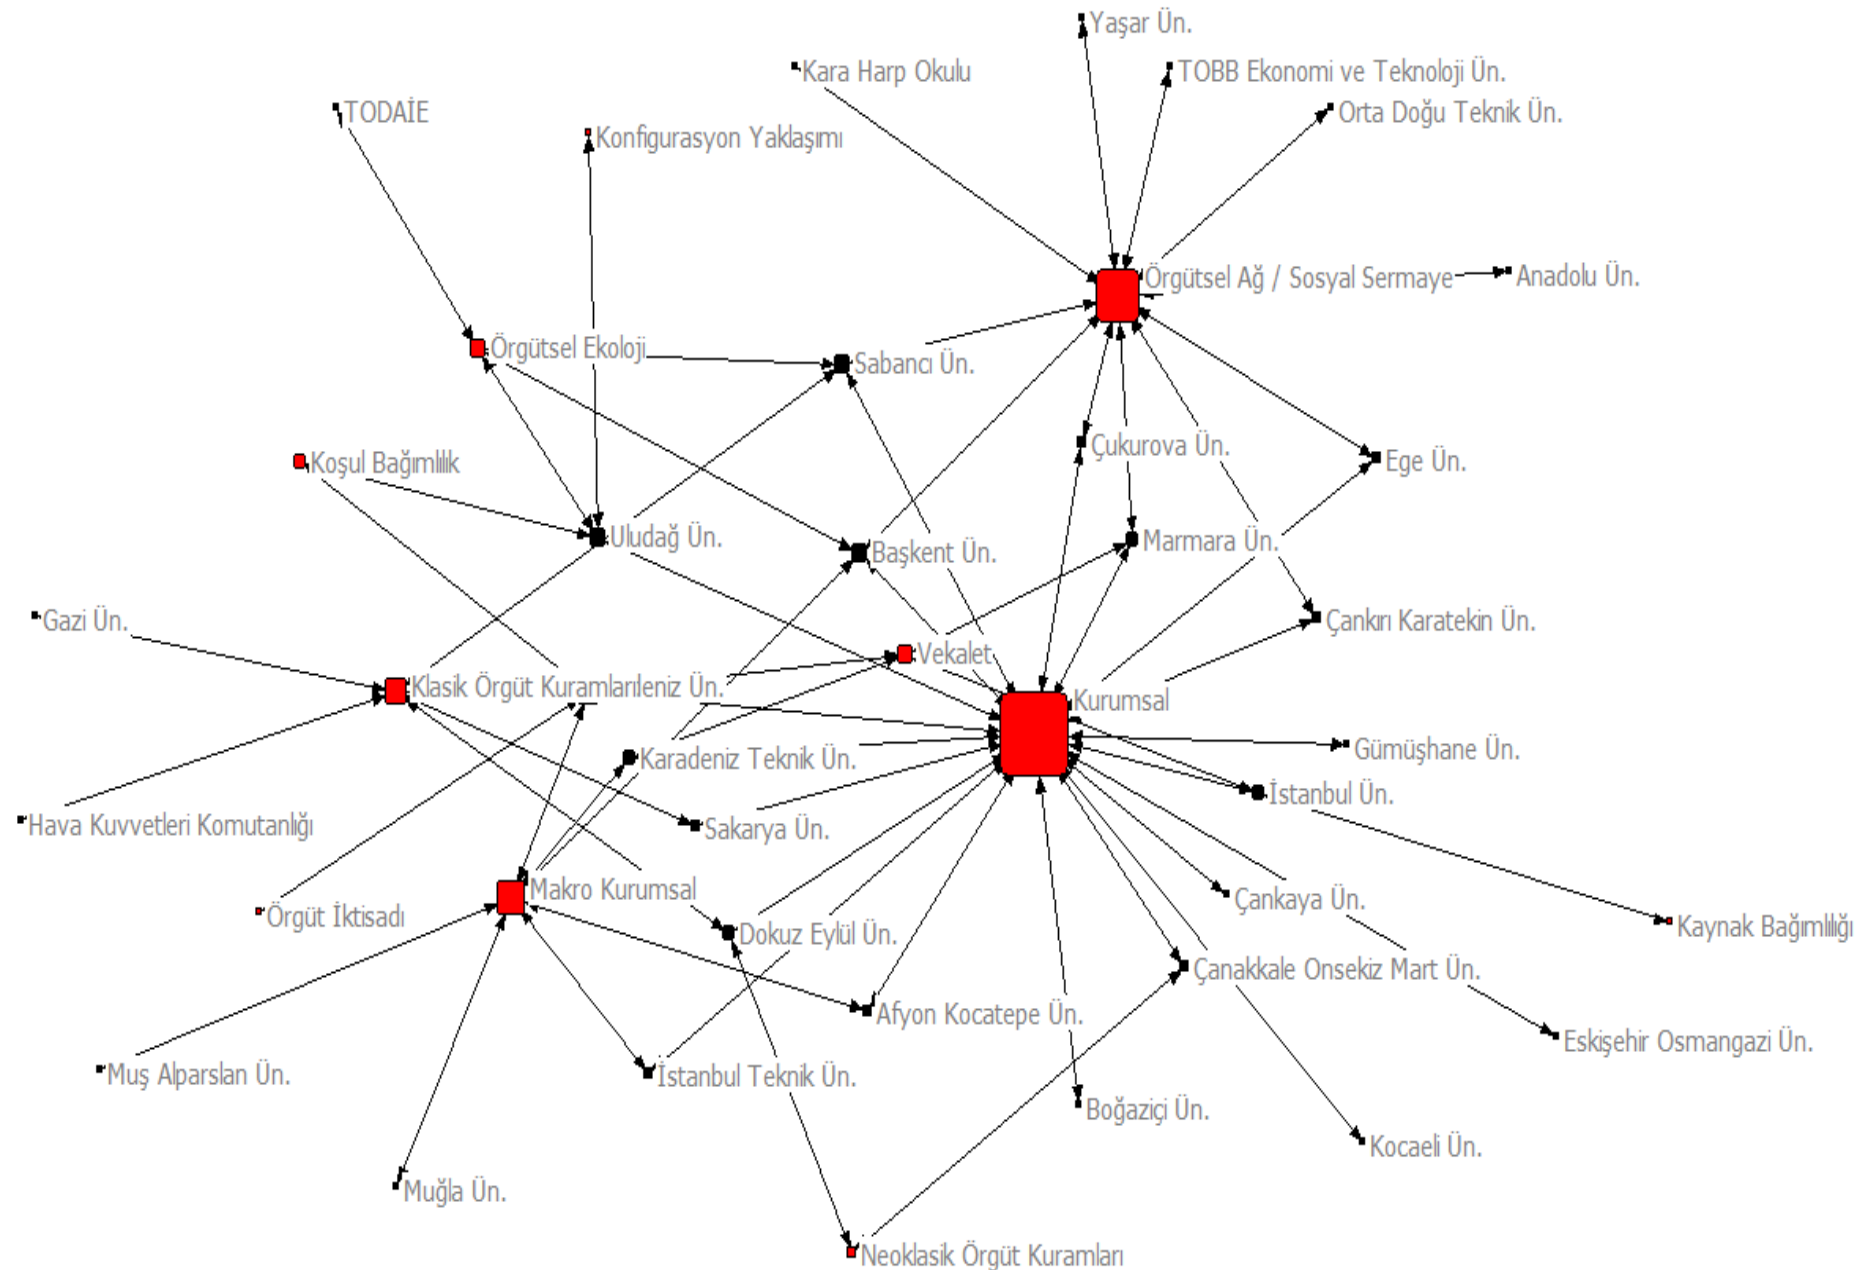 Yaşar Ün.
Kara Harp Okulu
TOBB Ekonomi ve Teknoloji Ün.
TODAİE
Orta Doğu Teknik Ün.
Konfigurasyon Yaklaşımı
Örgütsel Ağ / Sosyal Sermaye
Anadolu Ün.
Örgütsel Ekoloji
Sabancı Ün.
Çukurova Ün.
Ege Ün.
Koşul Bağımlılık
Uludağ Ün.
Başkent Ün.
Marmara Ün.
Gazi Ün.
Çankırı Karatekin Ün.
Vekalet
Klasik Örgüt Kuramları
Ün.
Kurumsal
Karadeniz Teknik Ün.
Gümüşhane Ün.
İstanbul Ün.
Hava Kuvvetleri Komutanlığı
Sakarya Ün.
Makro Kurumsal
Çankaya Ün.
Örgüt İktisadı
Dokuz Eylül Ün.
Kaynak Bağımlılığı
Çanakkale Onsekiz Mart Ün.
Afyon Kocatepe Ün.
Eskişehir Osmangazi Ün.
Muş Alparslan Ün.
İstanbul Teknik Ün.
Boğaziçi Ün.
Kocaeli Ün.
Muğla Ün.
Neoklasik Örgüt Kuramları